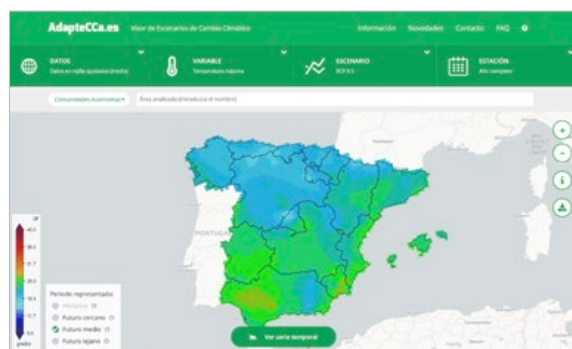 AdapteCCa.es
Visor de Escenarios de Cambio Climático
Información
Novedades
Contacto
FAQ
DATOS
Datos en rejilla ajustados (media)
VARIABLE
Temperatura máxima
ESCENARIO
RCP 8.5
ESTACIÓN
Año completo
Comunidades Autónomas
Área analizada (introduzca el nombre)
PORTUGAL
Periodo representado:
Futuro cercano
Futuro medio
Futuro lejano
grados
Ver serie temporal